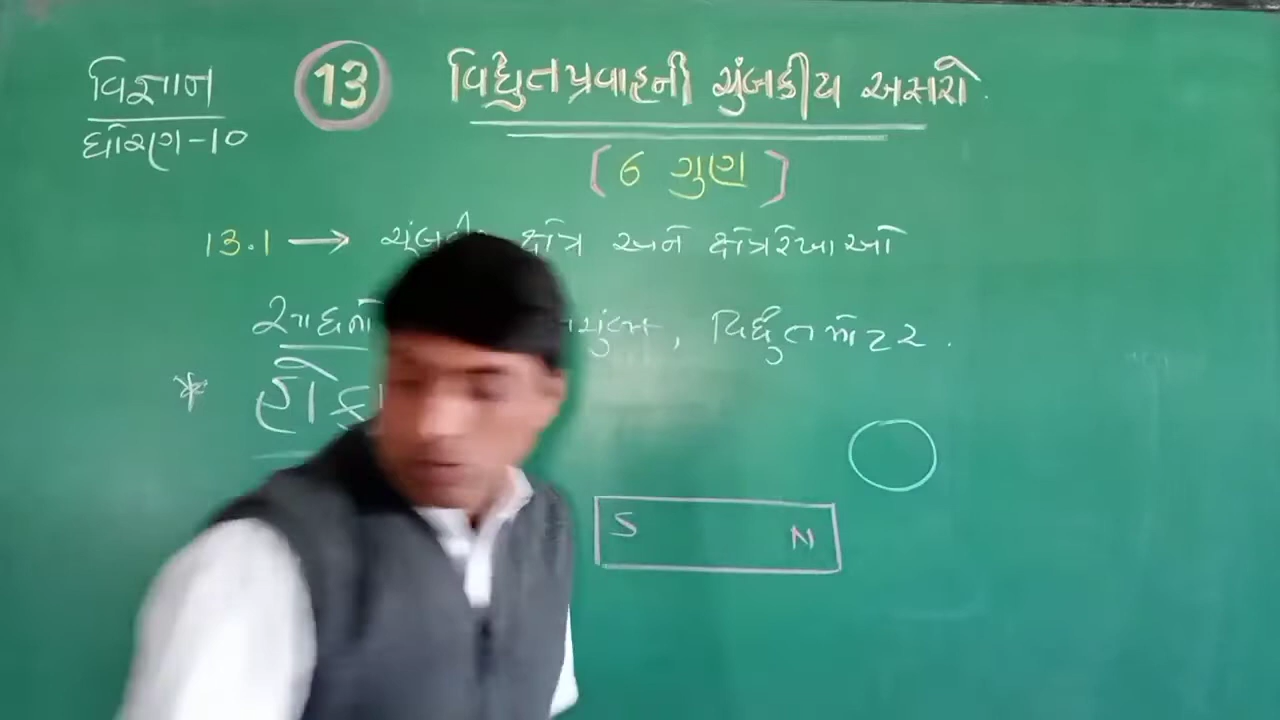 વિજ્ઞાન
ધોરણ-10
13
વિદ્યુતપ્રવાહની ચુંબકીય અસરો.
[6 ગુણ]
13.1 → ક્ષેત્ર અને ક્ષેત્રરેખાઓ
, વિદ્યુતમીટર.
*
S N